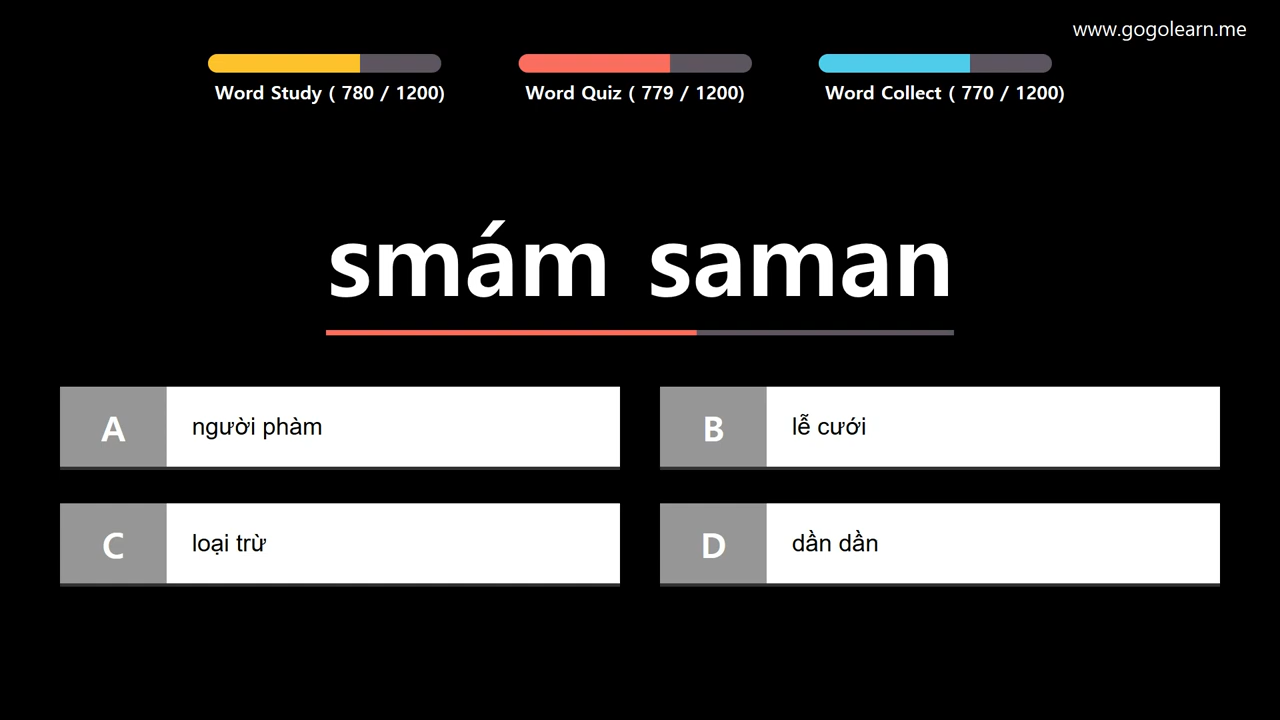 www.gogolearn.me
Word Study ( 780 / 1200)
Word Quiz ( 779 / 1200)
Word Collect ( 770 / 1200)
smám saman
A người phàm
B lễ cưới
C loại trừ
D dần dần